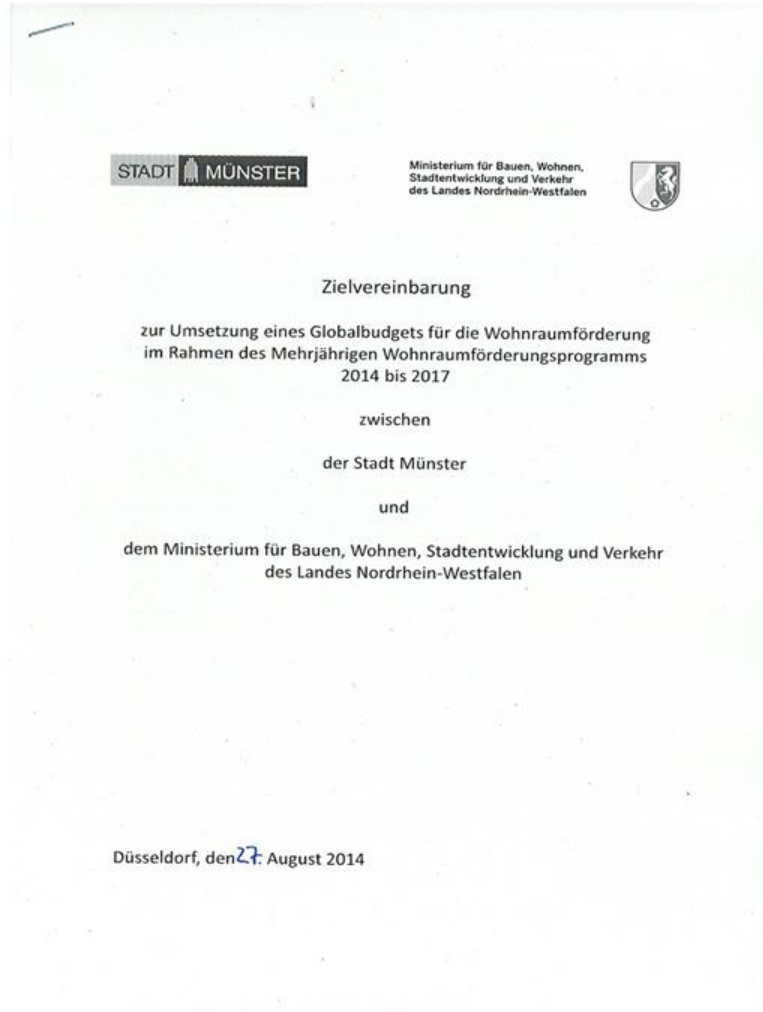 STADT MÜNSTER
Ministerium für Bauen, Wohnen,
Stadtentwicklung und Verkehr
des Landes Nordrhein-Westfalen
Zielvereinbarung
zur Umsetzung eines Globalbudgets für die Wohnraumförderung
im Rahmen des Mehrjährigen Wohnraumförderungsprogramms
2014 bis 2017
zwischen
der Stadt Münster
und
dem Ministerium für Bauen, Wohnen, Stadtentwicklung und Verkehr
des Landes Nordrhein-Westfalen
Düsseldorf, den 27. August 2014